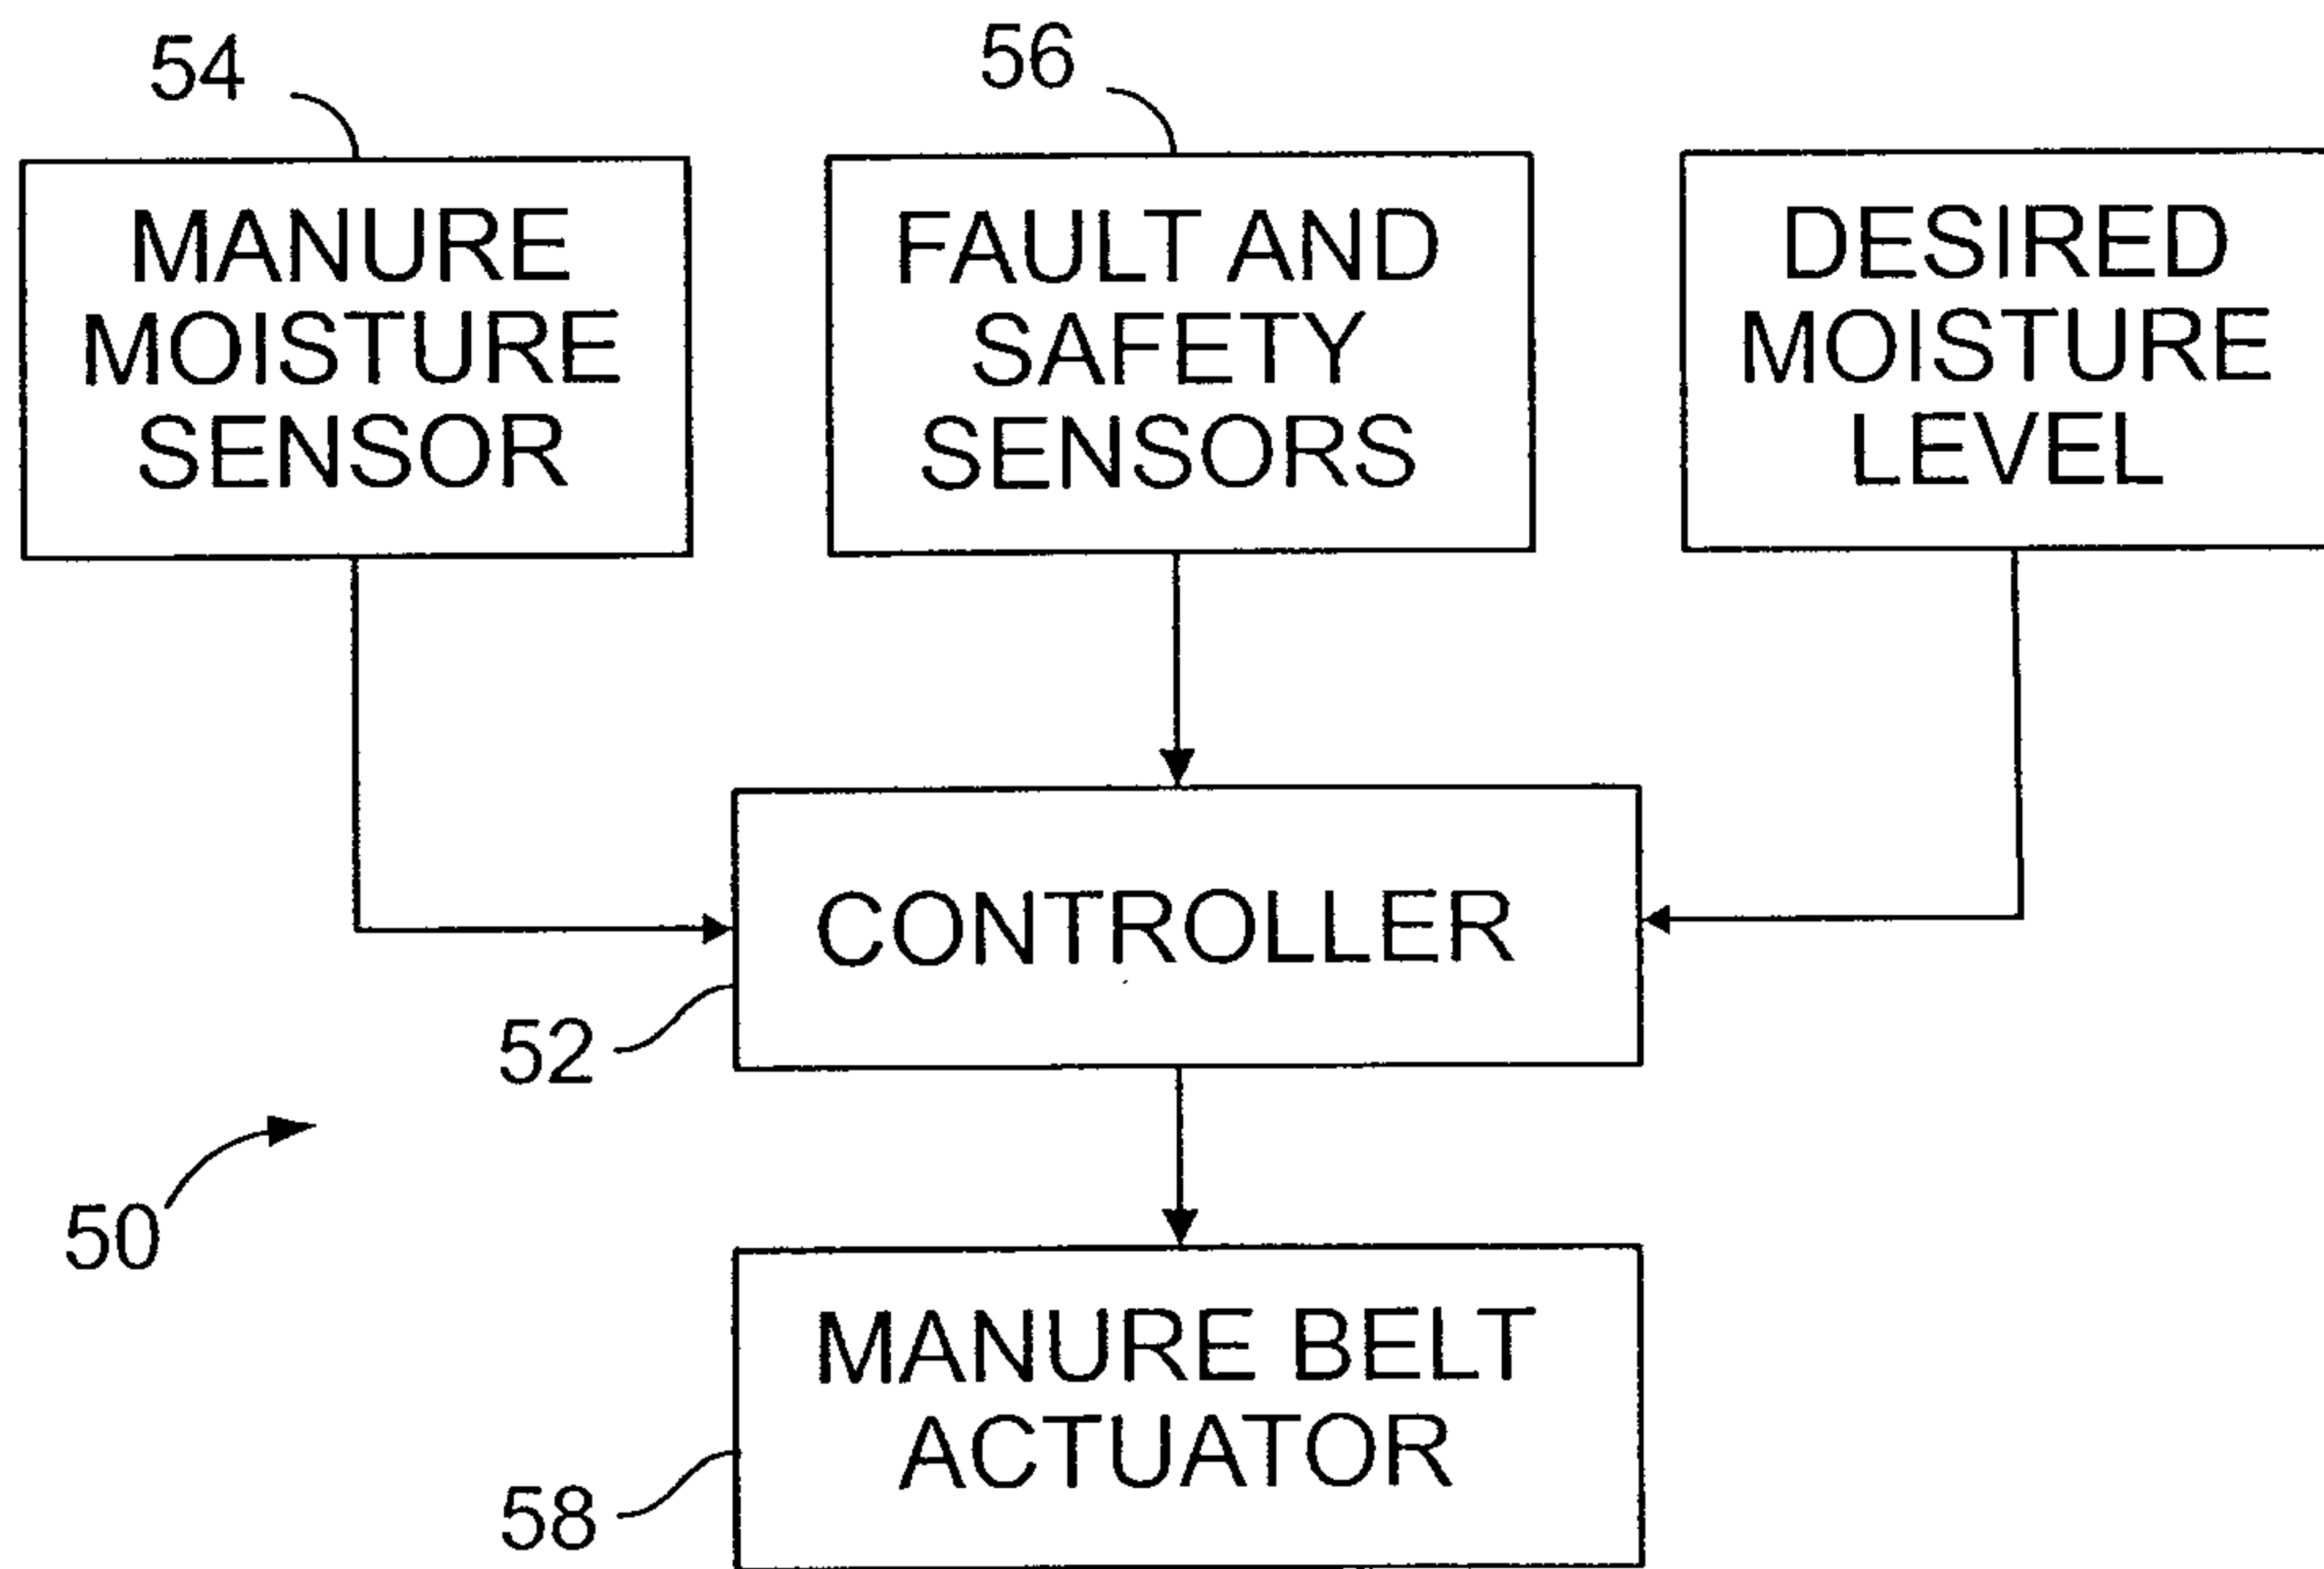 54
56
MANURE
MOISTURE
SENSOR
FAULT AND
SAFETY
SENSORS
DESIRED
MOISTURE
LEVEL
CONTROLLER
52
50
MANURE BELT
ACTUATOR
58